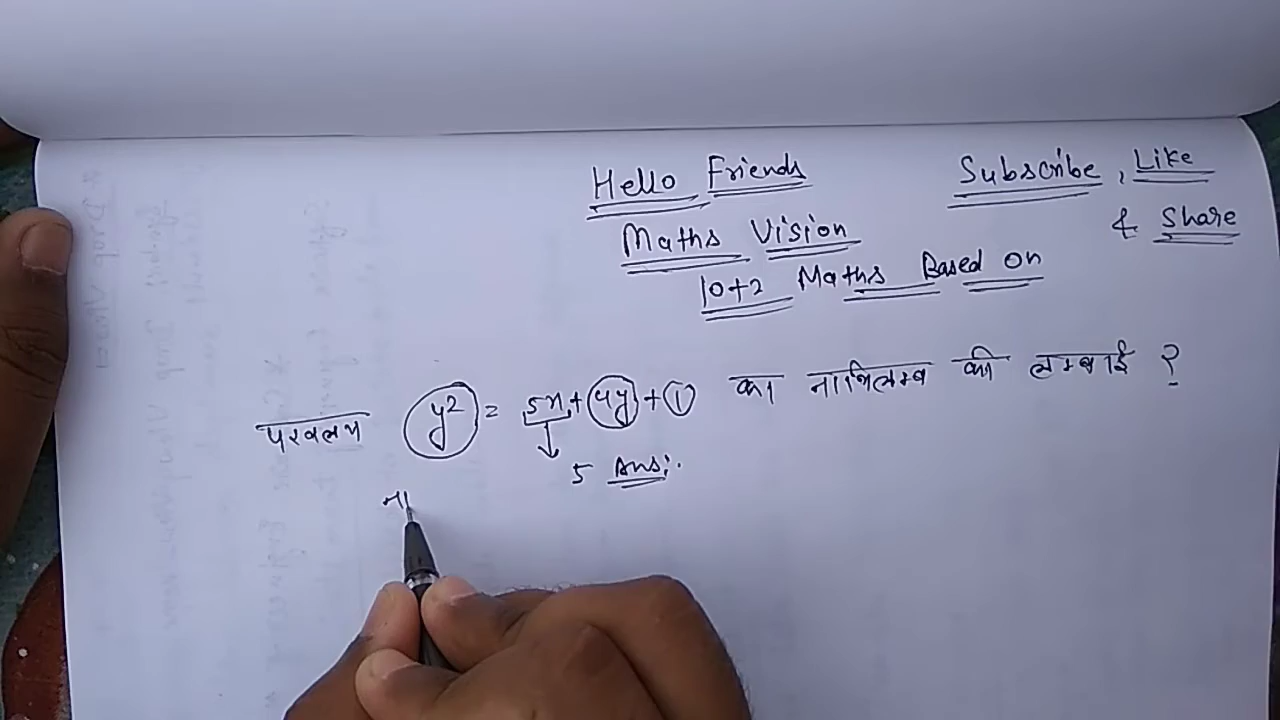 Hello Friends
Subscribe, Like
& Share
Maths Vision
10+2 Maths Based on
परवलय y² = 5x + 4y + 1 का नाभिलम्ब की लम्बाई ?
5 Ans:.
ना